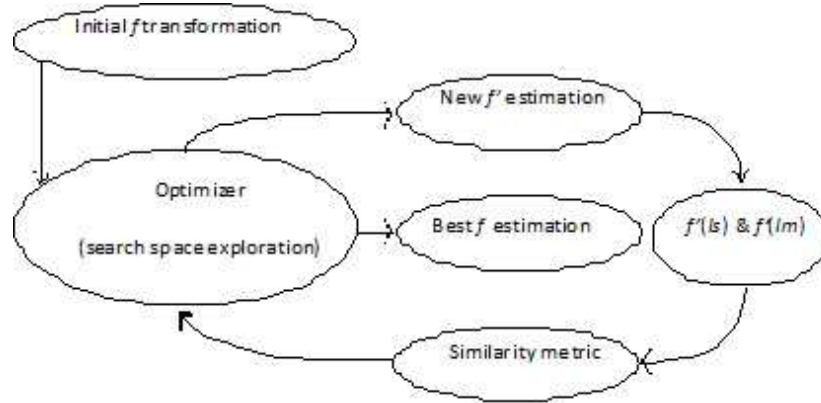 Initial f transformation
New f' estimation
Optimizer
(search space exploration)
Best f estimation
f'(Is) & f'(Im)
Similarity metric